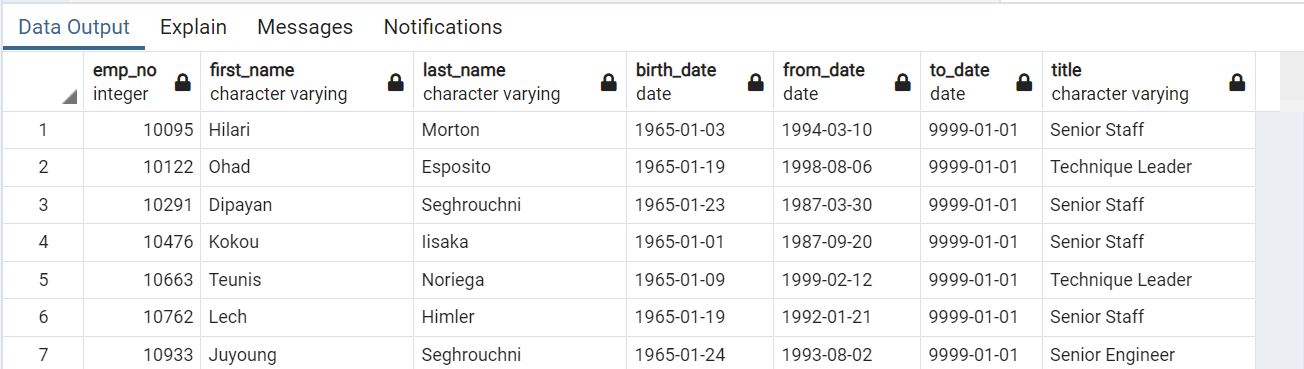 Data Output Explain Messages Notifications
emp_no first_name last_name birth_date from_date to_date title
integer character varying character varying date date date character varying
1 10095 Hilari Morton 1965-01-03 1994-03-10 9999-01-01 Senior Staff
2 10122 Ohad Esposito 1965-01-19 1998-08-06 9999-01-01 Technique Leader
3 10291 Dipayan Seghrouchni 1965-01-23 1987-03-30 9999-01-01 Senior Staff
4 10476 Kokou Iisaka 1965-01-01 1987-09-20 9999-01-01 Senior Staff
5 10663 Teunis Noriega 1965-01-09 1999-02-12 9999-01-01 Technique Leader
6 10762 Lech Himler 1965-01-19 1992-01-21 9999-01-01 Senior Staff
7 10933 Juyoung Seghrouchni 1965-01-24 1993-08-02 9999-01-01 Senior Engineer